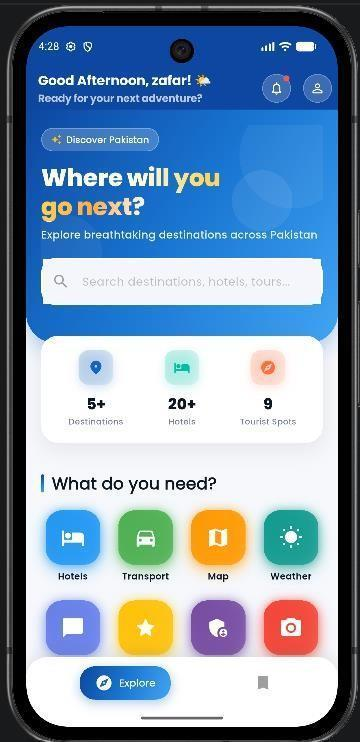 4:28
Good Afternoon, zafar! 🌤️
Ready for your next adventure?
Discover Pakistan
Where will you
go next?
Explore breathtaking destinations across Pakistan
Search destinations, hotels, tours...
5+ 20+ 9
Destinations Hotels Tourist Spots
What do you need?
Hotels Transport Map Weather
Explore